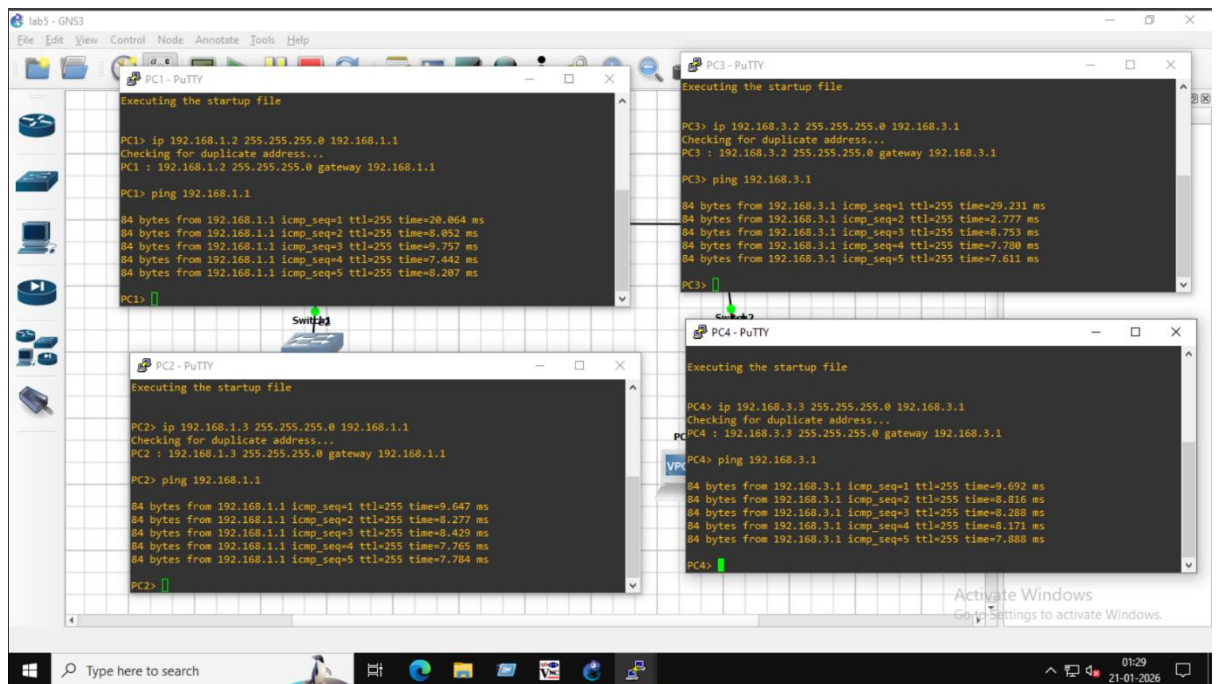 lab5 - GNS3
File Edit View Control Node Annotate Tools Help
PC1 - PuTTY
Executing the startup file
PC1> ip 192.168.1.2 255.255.255.0 192.168.1.1
Checking for duplicate address...
PC1 : 192.168.1.2 255.255.255.0 gateway 192.168.1.1
PC1> ping 192.168.1.1
84 bytes from 192.168.1.1 icmp_seq=1 ttl=255 time=20.064 ms
84 bytes from 192.168.1.1 icmp_seq=2 ttl=255 time=8.052 ms
84 bytes from 192.168.1.1 icmp_seq=3 ttl=255 time=9.757 ms
84 bytes from 192.168.1.1 icmp_seq=4 ttl=255 time=7.442 ms
84 bytes from 192.168.1.1 icmp_seq=5 ttl=255 time=8.207 ms
PC1>
PC3 - PuTTY
Executing the startup file
PC3> ip 192.168.3.2 255.255.255.0 192.168.3.1
Checking for duplicate address...
PC3 : 192.168.3.2 255.255.255.0 gateway 192.168.3.1
PC3> ping 192.168.3.1
84 bytes from 192.168.3.1 icmp_seq=1 ttl=255 time=29.231 ms
84 bytes from 192.168.3.1 icmp_seq=2 ttl=255 time=2.777 ms
84 bytes from 192.168.3.1 icmp_seq=3 ttl=255 time=8.753 ms
84 bytes from 192.168.3.1 icmp_seq=4 ttl=255 time=7.780 ms
84 bytes from 192.168.3.1 icmp_seq=5 ttl=255 time=7.611 ms
PC3>
PC2 - PuTTY
Executing the startup file
PC2> ip 192.168.1.3 255.255.255.0 192.168.1.1
Checking for duplicate address...
PC2 : 192.168.1.3 255.255.255.0 gateway 192.168.1.1
PC2> ping 192.168.1.1
84 bytes from 192.168.1.1 icmp_seq=1 ttl=255 time=9.647 ms
84 bytes from 192.168.1.1 icmp_seq=2 ttl=255 time=8.277 ms
84 bytes from 192.168.1.1 icmp_seq=3 ttl=255 time=8.429 ms
84 bytes from 192.168.1.1 icmp_seq=4 ttl=255 time=7.765 ms
84 bytes from 192.168.1.1 icmp_seq=5 ttl=255 time=7.784 ms
PC2>
PC4 - PuTTY
Executing the startup file
PC4> ip 192.168.3.3 255.255.255.0 192.168.3.1
Checking for duplicate address...
PC4 : 192.168.3.3 255.255.255.0 gateway 192.168.3.1
PC4> ping 192.168.3.1
84 bytes from 192.168.3.1 icmp_seq=1 ttl=255 time=9.692 ms
84 bytes from 192.168.3.1 icmp_seq=2 ttl=255 time=8.816 ms
84 bytes from 192.168.3.1 icmp_seq=3 ttl=255 time=8.288 ms
84 bytes from 192.168.3.1 icmp_seq=4 ttl=255 time=8.171 ms
84 bytes from 192.168.3.1 icmp_seq=5 ttl=255 time=7.888 ms
PC4>
Activate Windows
Go to Settings to activate Windows.
Type here to search
01:29
21-01-2026